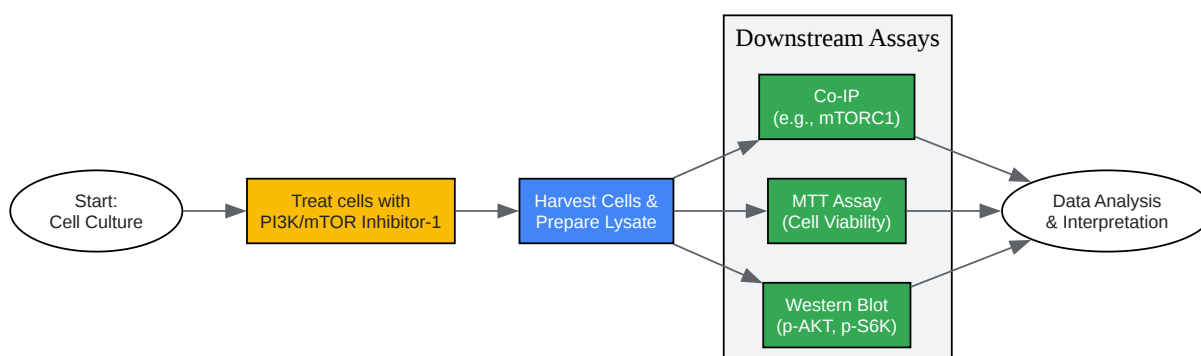 Start:
Cell Culture
Treat cells with
PI3K/mTOR Inhibitor-1
Harvest Cells &
Prepare Lysate
Downstream Assays
Co-IP
(e.g., mTORC1)
MTT Assay
(Cell Viability)
Western Blot
(p-AKT, p-S6K)
Data Analysis
& Interpretation